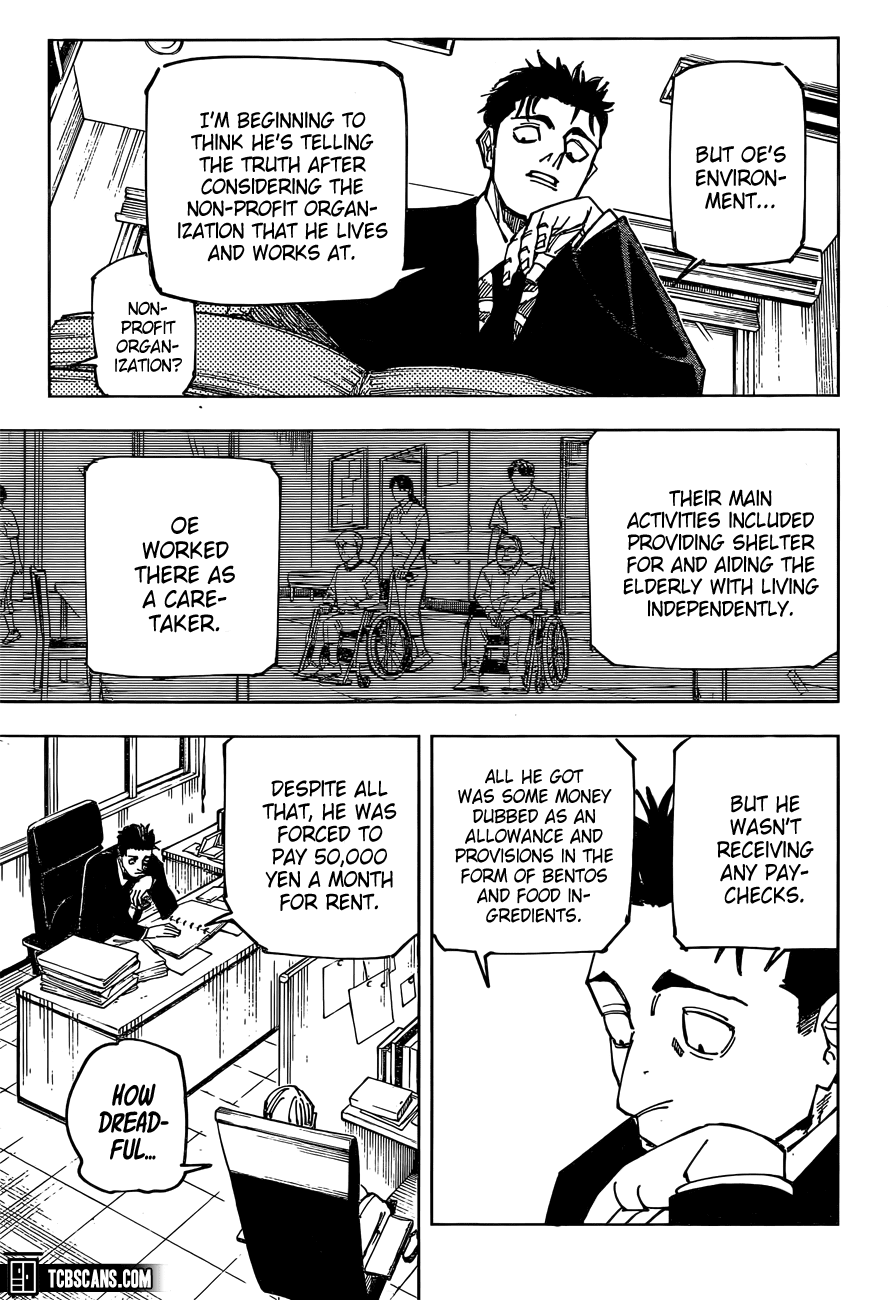 BUT OE'S
ENVIRON-
MENT...
I'M BEGINNING TO
THINK HE'S TELLING
THE TRUTH AFTER
CONSIDERING THE
NON-PROFIT ORGAN-
IZATION THAT HE LIVES
AND WORKS AT.
NON-
PROFIT
ORGAN-
IZATION?
THEIR MAIN
ACTIVITIES INCLUDED
PROVIDING SHELTER
FOR AND AIDING THE
ELDERLY WITH LIVING
INDEPENDENTLY.
OE
WORKED
THERE AS
A CARE-
TAKER.
BUT HE
WASN'T
RECEIVING
ANY PAY-
CHECKS.
ALL HE GOT
WAS SOME MONEY
DUBBED AS AN
ALLOWANCE AND
PROVISIONS IN THE
FORM OF BENTOS
AND FOOD IN-
GREDIENTS.
DESPITE ALL
THAT, HE WAS
FORCED TO
PAY 50,000
YEN A MONTH
FOR RENT.
HOW
DREAD-
FUL...
TCBSCANS.COM